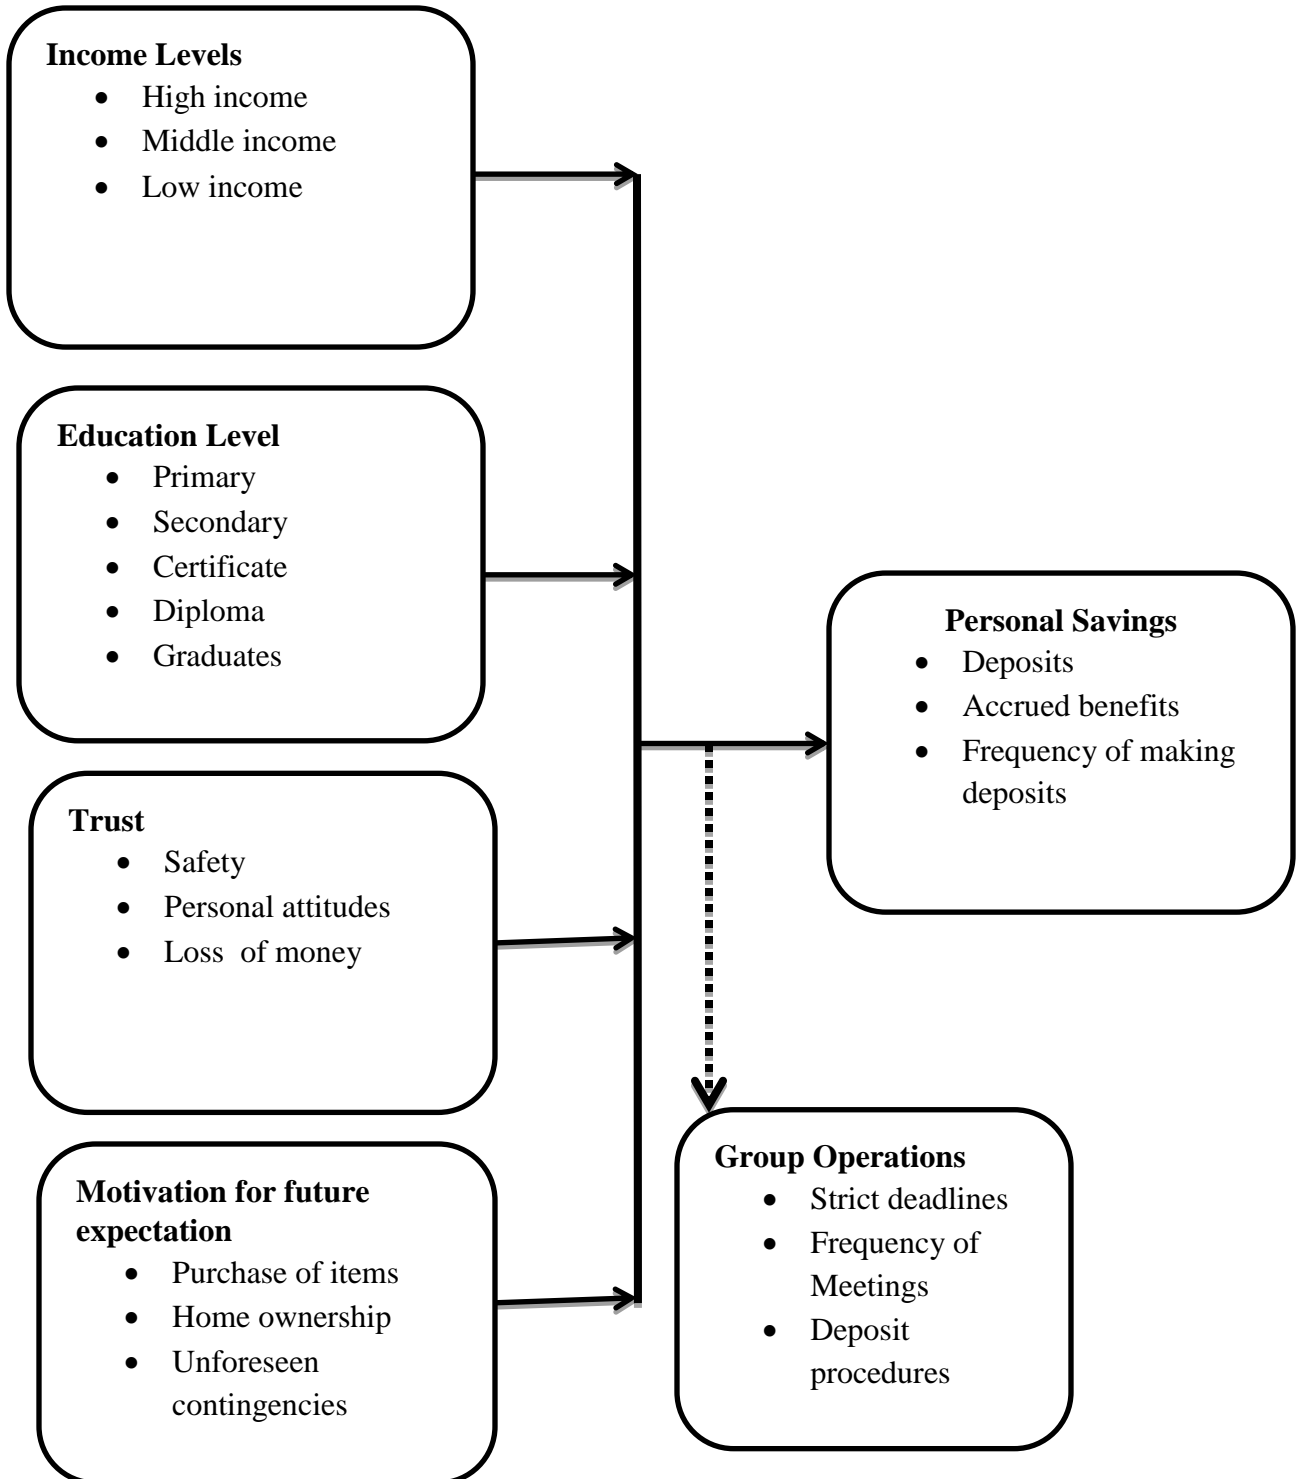 Income Levels
• High income
• Middle income
• Low income
Education Level
• Primary
• Secondary
• Certificate
• Diploma
• Graduates
Trust
• Safety
• Personal attitudes
• Loss  of money
Motivation for future
expectation
• Purchase of items
• Home ownership
• Unforeseen
contingencies
Personal Savings
• Deposits
• Accrued benefits
• Frequency of making
deposits
Group Operations
• Strict deadlines
• Frequency of
Meetings
• Deposit
procedures